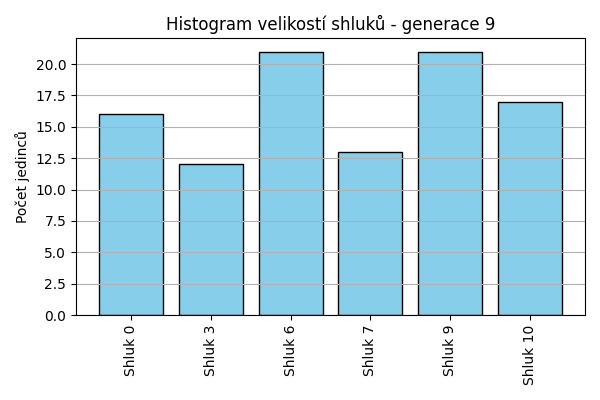 Histogram velikostí shluků - generace 9
Počet jedinců
20.0
17.5
15.0
12.5
10.0
7.5
5.0
2.5
0.0
Shluk 0
Shluk 3
Shluk 6
Shluk 7
Shluk 9
Shluk 10